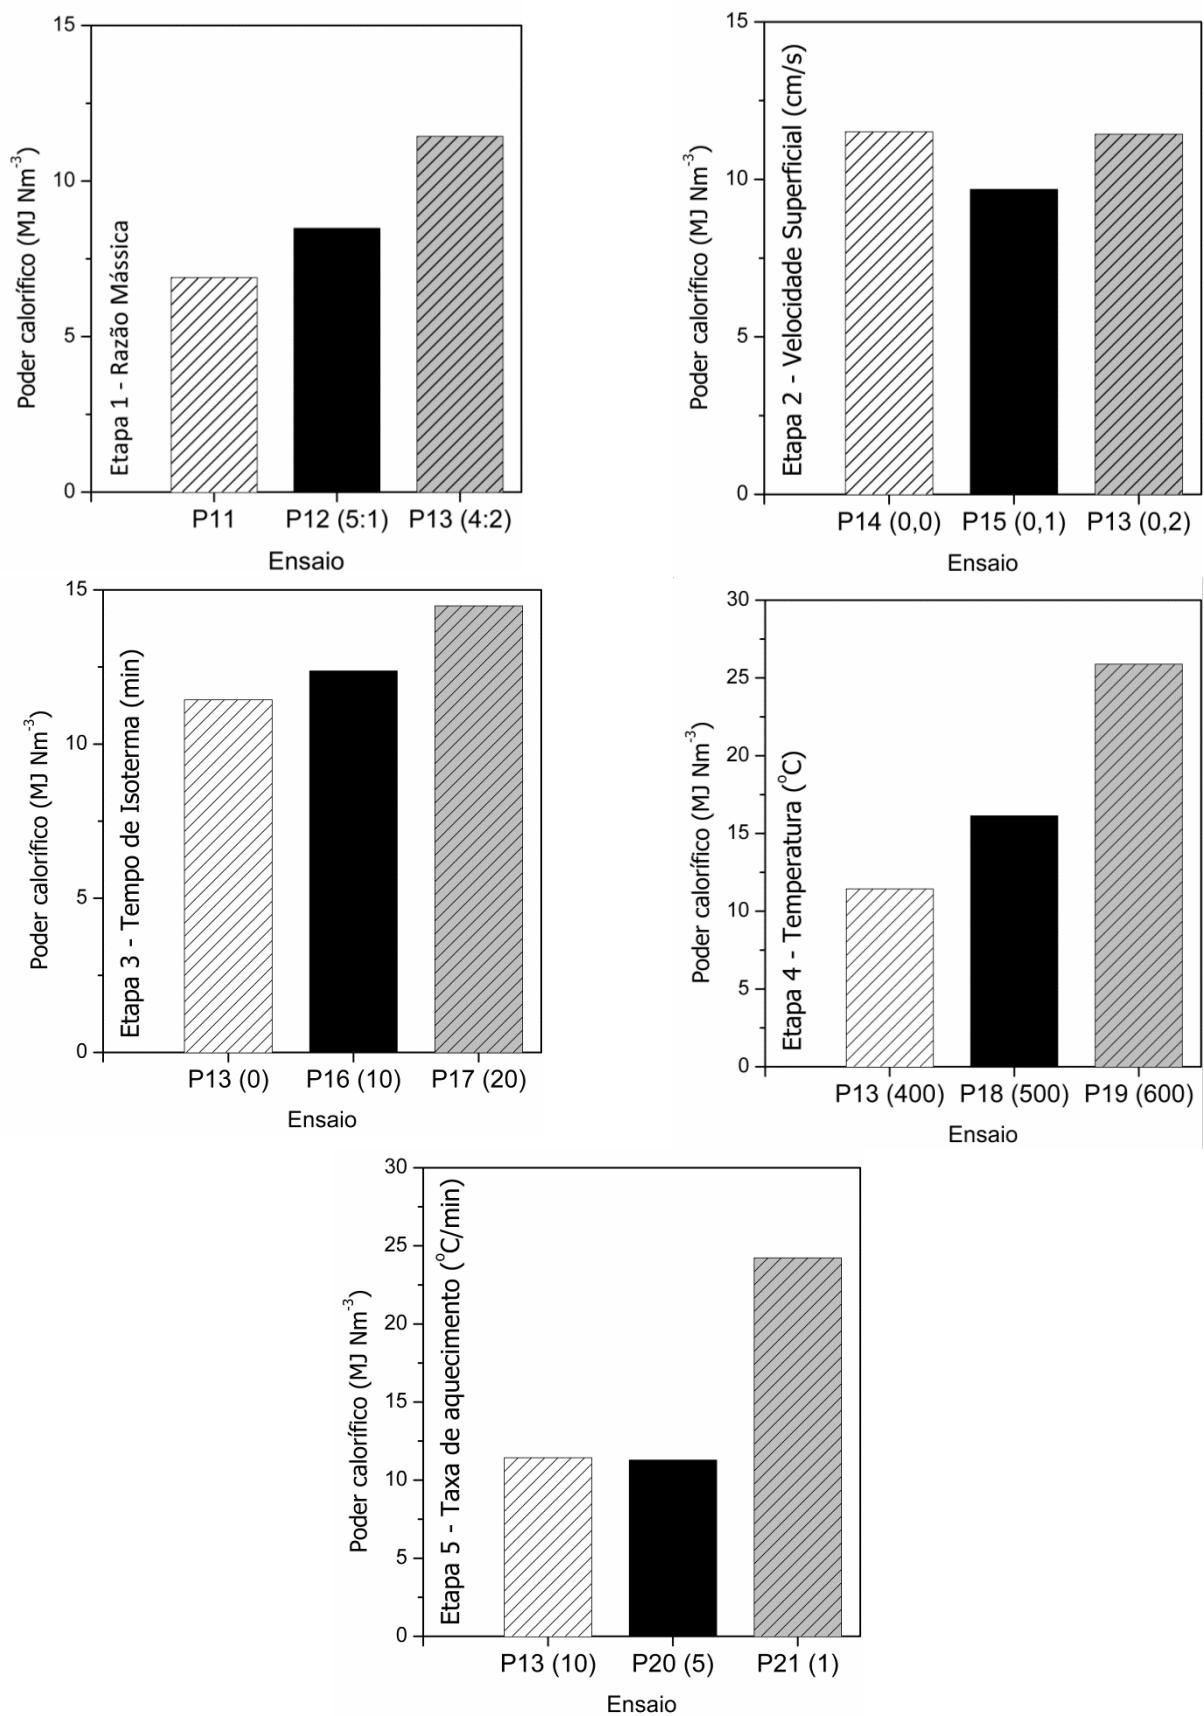 15
10
5
0
Poder calorífico (MJ Nm-3)
Etapa 1 - Razão Mássica
P11 P12 (5:1) P13 (4:2)
Ensaio
15
10
5
0
Poder calorífico (MJ Nm-3)
Etapa 2 - Velocidade Superficial (cm/s)
P14 (0,0) P15 (0,1) P13 (0,2)
Ensaio
15
10
5
0
Poder calorífico (MJ Nm-3)
Etapa 3 - Tempo de Isoterma (min)
P13 (0) P16 (10) P17 (20)
Ensaio
30
25
20
15
10
5
0
Poder calorífico (MJ Nm-3)
Etapa 4 - Temperatura (oC)
P13 (400) P18 (500) P19 (600)
Ensaio
30
25
20
15
10
5
0
Poder calorífico (MJ Nm-3)
Etapa 5 - Taxa de aquecimento (oC/min)
P13 (10) P20 (5) P21 (1)
Ensaio